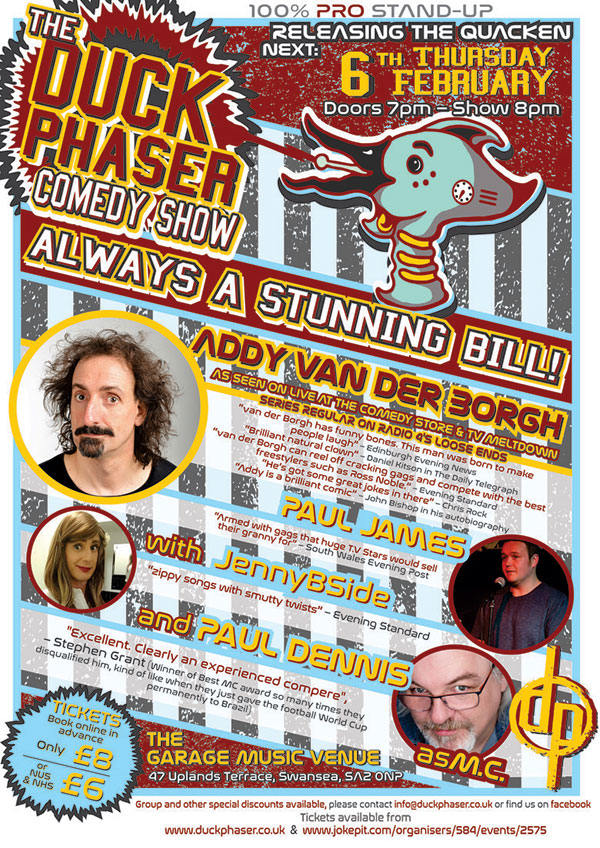 100% PRO STAND-UP
RELEASING THE QUACKEN
NEXT:
6TH THURSDAY
FEBRUARY
Doors 7pm – Show 8pm
THE
DUCK
PHASER
COMEDY SHOW
ALWAYS A STUNNING BILL!
ADDY VAN DER BORGH
AS SEEN ON LIVE AT THE COMEDY STORE & TV MELTDOWN
SERIES REGULAR ON RADIO 4'S LOOSE ENDS
"van der Borgh has funny bones. This man was born to make
people laugh" – Edinburgh Evening News
"Brilliant natural clown" – Daniel Kitson in The Daily Telegraph
"van der Borgh can reel off cracking gags and compete with the best
freestylers such as Ross Noble." – Evening Standard
"He's got some great jokes in there" – Chris Rock
"Addy is a brilliant comic" – John Bishop in his autobiography
PAUL JAMES
"Armed with gags that huge T.V Stars would sell
their granny for" – South Wales Evening Post
with JennyBSide
"zippy songs with smutty twists" – Evening Standard
and PAUL DENNIS
"Excellent. Clearly an experienced compere",
– Stephen Grant (Winner of Best MC award so many times they
disqualified him, kind of like when they just gave the football World Cup
permanently to Brazil)
as M.C.
dp
TICKETS
Book online in
advance
Only £8
or
NUS
& NHS £6
THE
GARAGE MUSIC VENUE
47 Uplands Terrace, Swansea, SA2 0NP
Group and other special discounts available, please contact info@duckphaser.co.uk or find us on facebook
Tickets available from
www.duckphaser.co.uk & www.jokepit.com/organisers/584/events/2575